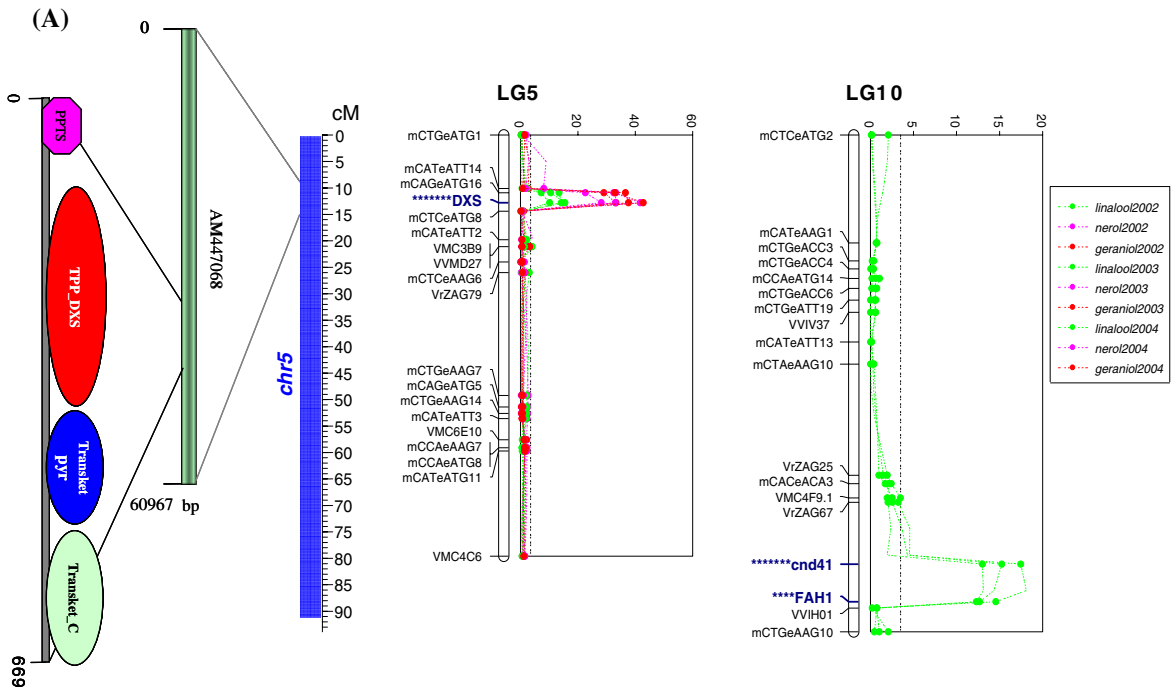 (A)
0
0
PPTS
TPP_DXS
Transket
pyr
Transket_C
669
AM447068
60967 bp
cM
0
5
10
15
20
25
30
35
40
45
50
55
60
65
70
75
80
85
90
chr5
LG5
0
20
40
60
mCTGeATG1
mCATeATT14
mCAGeATG16
*******DXS
mCTCeATG8
mCATeATT2
VMC3B9
VVMD27
mCTCeAAG6
VrZAG79
mCTGeAAG7
mCAGeATG5
mCTGeAAG14
mCATeATT3
VMC6E10
mCCAeAAG7
mCCAeATG8
mCATeATG11
VMC4C6
LG10
0
5
10
15
20
mCTCeATG2
mCATeAAG1
mCTGeACC3
mCTGeACC4
mCCAeATG14
mCTGeACC6
mCTGeATT19
VVIV37
mCATeATT13
mCTAeAAG10
VrZAG25
mCACeACA3
VMC4F9.1
VrZAG67
*******cnd41
****FAH1
VVIH01
mCTGeAAG10
linalool2002
nerol2002
geraniol2002
linalool2003
nerol2003
geraniol2003
linalool2004
nerol2004
geraniol2004